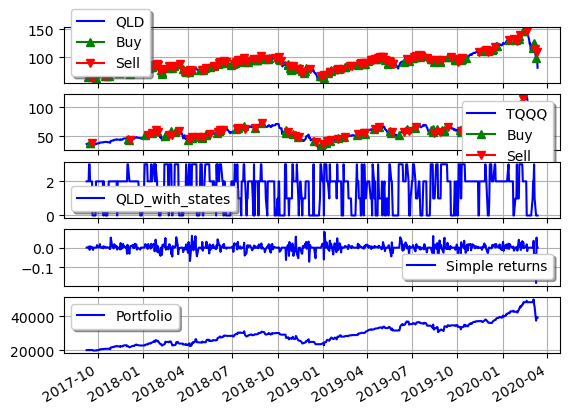 150
100
QLD
Buy
Sell
100
50
TQQQ
Buy
Sell
2
0
QLD_with_states
0.0
−0.1
Simple returns
40000
20000
Portfolio
2017-10 2018-01 2018-04 2018-07 2018-10 2019-01 2019-04 2019-07 2019-10 2020-01 2020-04